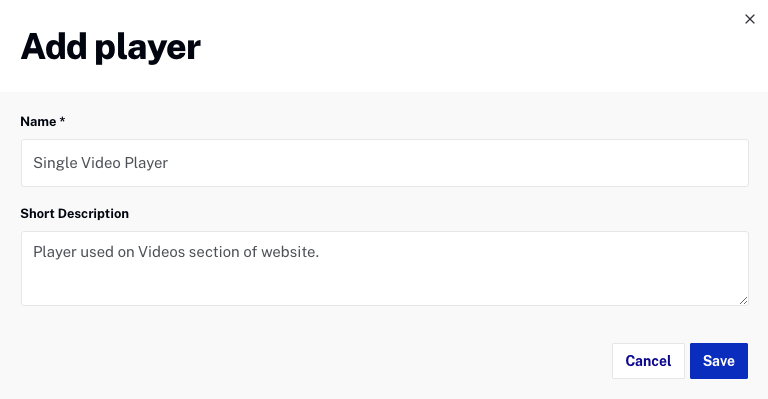 Add player
Name *
Single Video Player
Short Description
Player used on Videos section of website.
Cancel Save